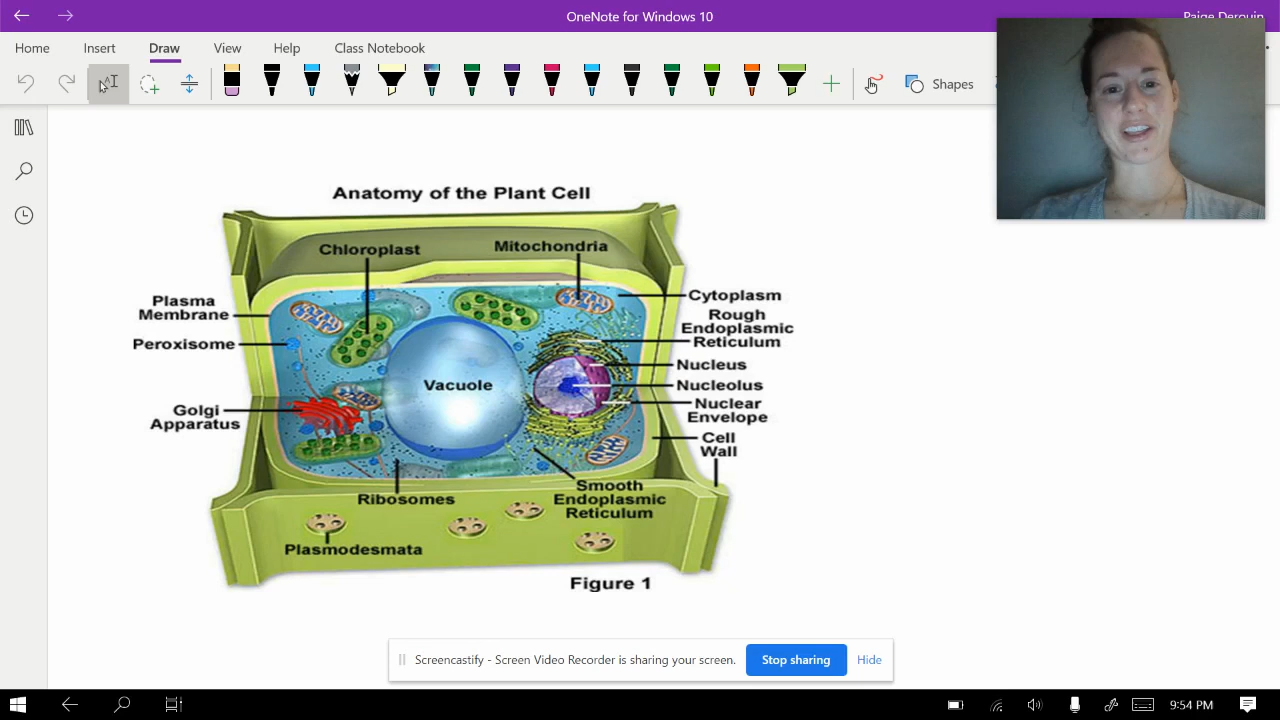 OneNote for Windows 10
Paige Derouin
Home Insert Draw View Help Class Notebook
Shapes
Anatomy of the Plant Cell
Chloroplast
Mitochondria
Plasma
Membrane
Peroxisome
Golgi
Apparatus
Vacuole
Cytoplasm
Rough
Endoplasmic
Reticulum
Nucleus
Nucleolus
Nuclear
Envelope
Cell
Wall
Ribosomes
Smooth
Endoplasmic
Reticulum
Plasmodesmata
Figure 1
Screencastify - Screen Video Recorder is sharing your screen. Stop sharing Hide
9:54 PM